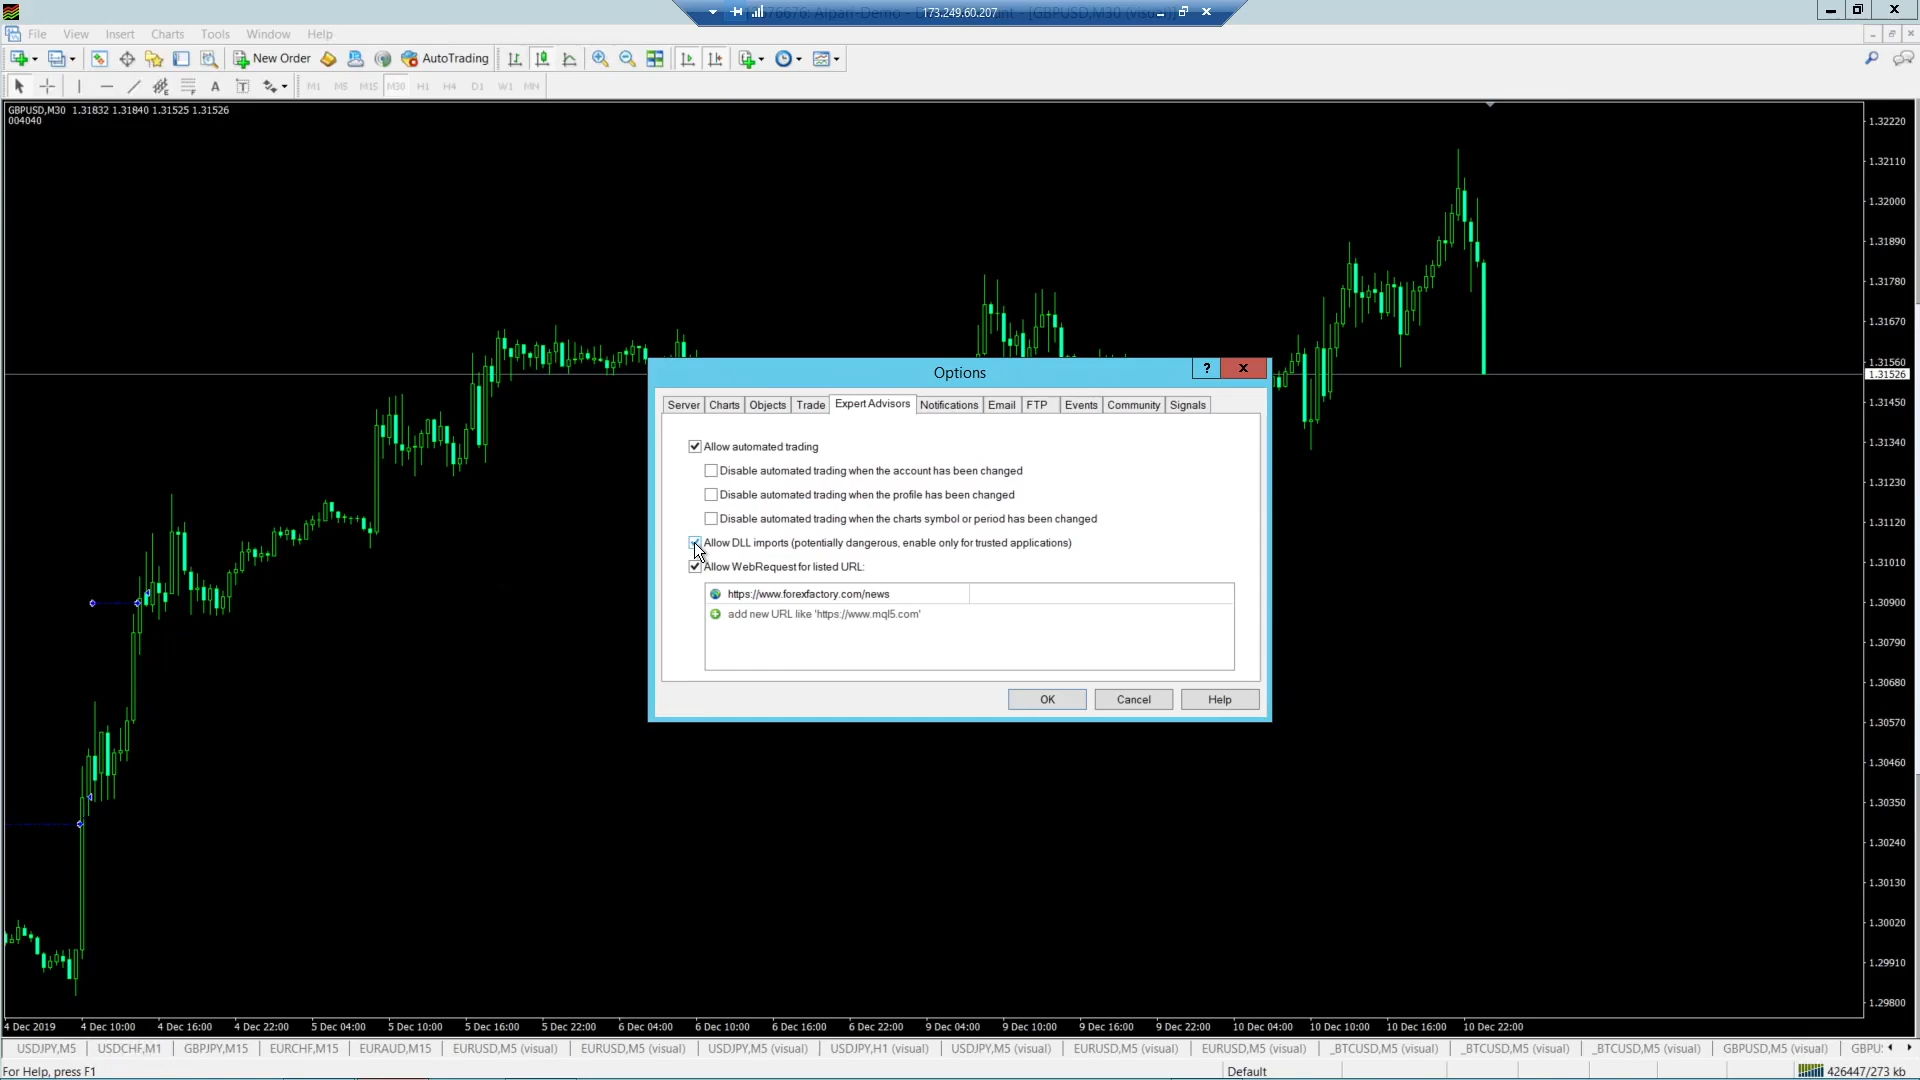 173.249.60.207
File View Insert Charts Tools Window Help
New Order AutoTrading
A T M1 M5 M15 M30 H1 H4 D1 W1 MN
GBPUSD,M30 1.31832 1.31840 1.31525 1.31526
004040
1.32220
1.32110
1.32000
1.31890
1.31780
1.31670
1.31560
1.31526
1.31450
1.31340
1.31230
1.31120
1.31010
1.30900
1.30790
1.30680
1.30570
1.30460
1.30350
1.30240
1.30130
1.30020
1.29910
1.29800
Options
?
Server Charts Objects Trade Expert Advisors Notifications Email FTP Events Community Signals
Allow automated trading
Disable automated trading when the account has been changed
Disable automated trading when the profile has been changed
Disable automated trading when the charts symbol or period has been changed
Allow DLL imports (potentially dangerous, enable only for trusted applications)
Allow WebRequest for listed URL:
https://www.forexfactory.com/news
add new URL like 'https://www.mql5.com'
OK Cancel Help
4 Dec 2019 4 Dec 10:00 4 Dec 16:00 4 Dec 22:00 5 Dec 04:00 5 Dec 10:00 5 Dec 16:00 5 Dec 22:00 6 Dec 04:00 6 Dec 10:00 6 Dec 16:00 6 Dec 22:00 9 Dec 04:00 9 Dec 10:00 9 Dec 16:00 9 Dec 22:00 10 Dec 04:00 10 Dec 10:00 10 Dec 16:00 10 Dec 22:00
USDJPY,M5 USDCHF,M1 GBPJPY,M15 EURCHF,M15 EURAUD,M15 EURUSD,M5 (visual) EURUSD,M5 (visual) USDJPY,M5 (visual) USDJPY,H1 (visual) USDJPY,M5 (visual) EURUSD,M5 (visual) EURUSD,M5 (visual) _BTCUSD,M5 (visual) _BTCUSD,M5 (visual) _BTCUSD,M5 (visual) GBPUSD,M5 (visual) GBPU
For Help, press F1 Default 426447/273 kb